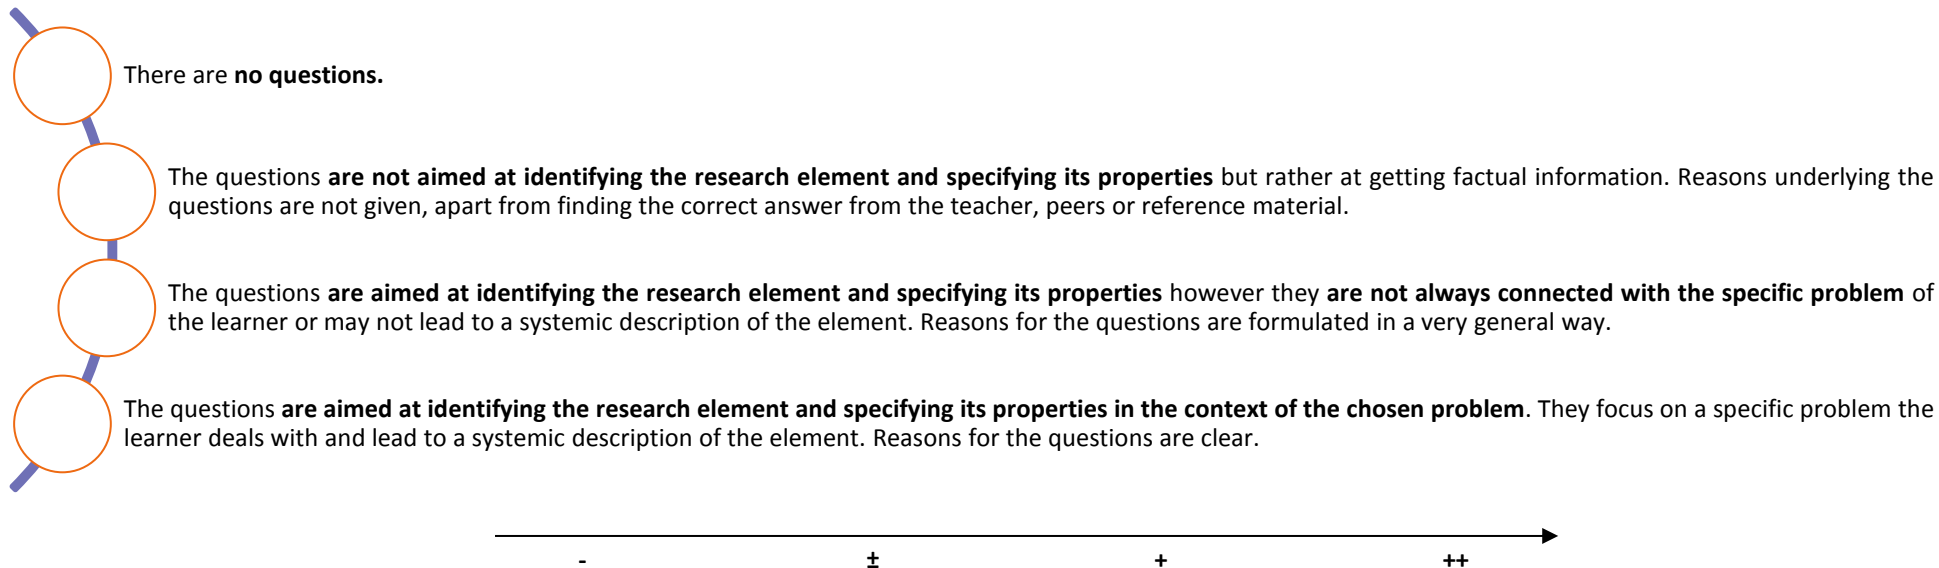 There are no questions.
The questions are not aimed at identifying the research element and specifying its properties but rather at getting factual information. Reasons underlying the
questions are not given, apart from finding the correct answer from the teacher, peers or reference material.
The questions are aimed at identifying the research element and specifying its properties however they are not always connected with the specific problem of
the learner or may not lead to a systemic description of the element. Reasons for the questions are formulated in a very general way.
The questions are aimed at identifying the research element and specifying its properties in the context of the chosen problem. They focus on a specific problem the
learner deals with and lead to a systemic description of the element. Reasons for the questions are clear.
- ± + ++